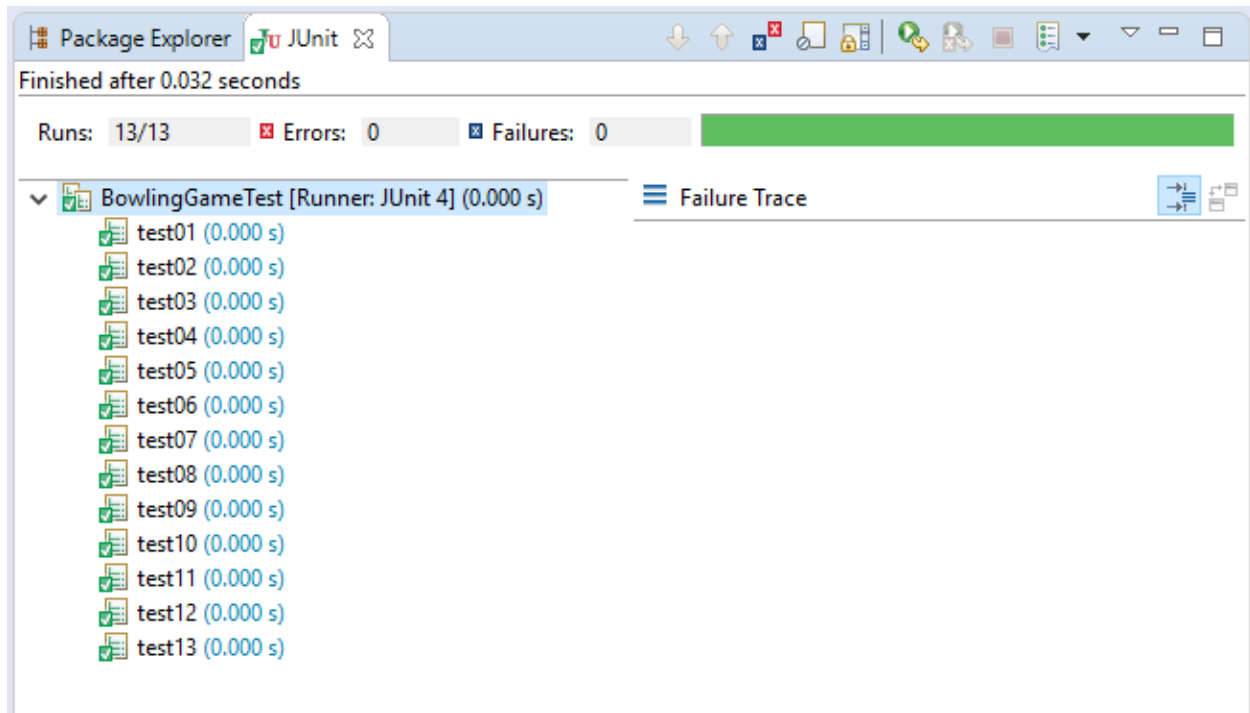 Package Explorer JUnit
Finished after 0.032 seconds
Runs: 13/13 Errors: 0 Failures: 0
BowlingGameTest [Runner: JUnit 4] (0.000 s)
Failure Trace
test01 (0.000 s)
test02 (0.000 s)
test03 (0.000 s)
test04 (0.000 s)
test05 (0.000 s)
test06 (0.000 s)
test07 (0.000 s)
test08 (0.000 s)
test09 (0.000 s)
test10 (0.000 s)
test11 (0.000 s)
test12 (0.000 s)
test13 (0.000 s)